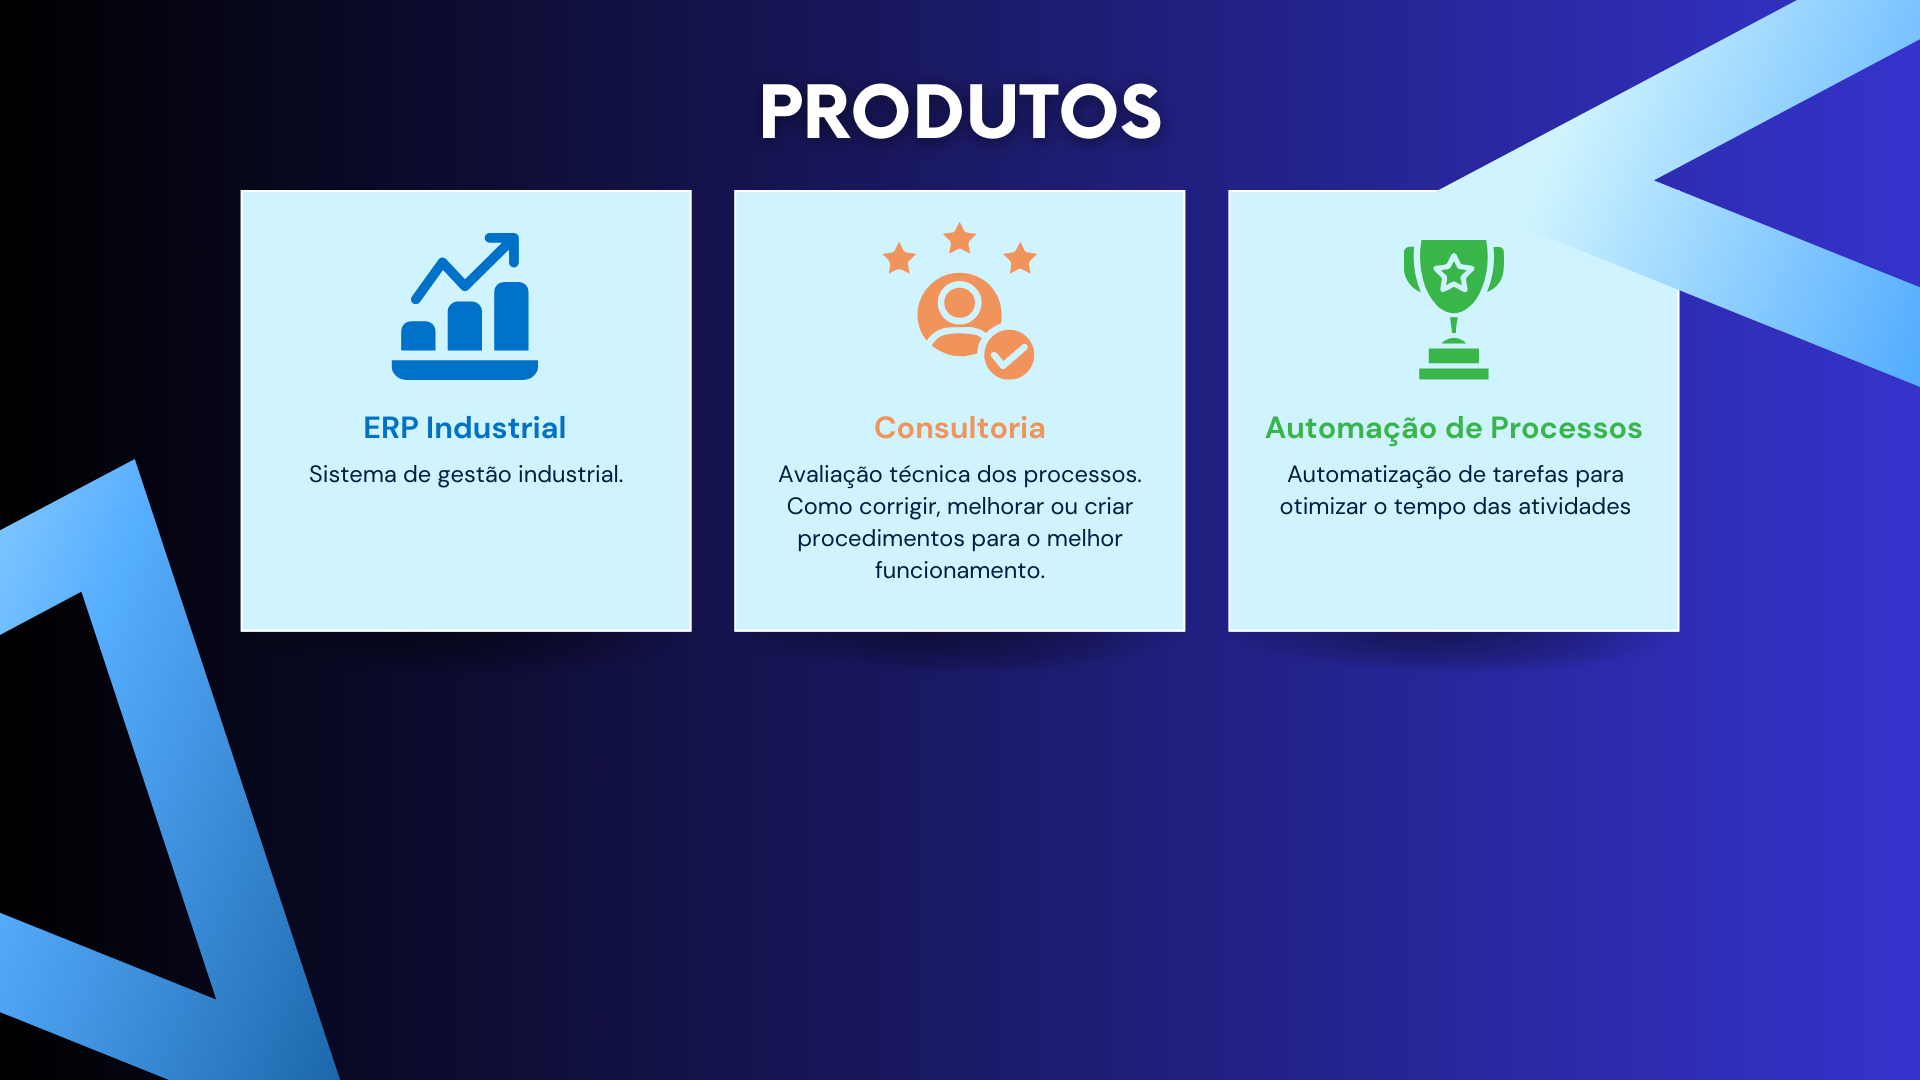 PRODUTOS
ERP Industrial
Sistema de gestão industrial.
Consultoria
Avaliação técnica dos processos.
Como corrigir, melhorar ou criar
procedimentos para o melhor
funcionamento.
Automação de Processos
Automatização de tarefas para
otimizar o tempo das atividades